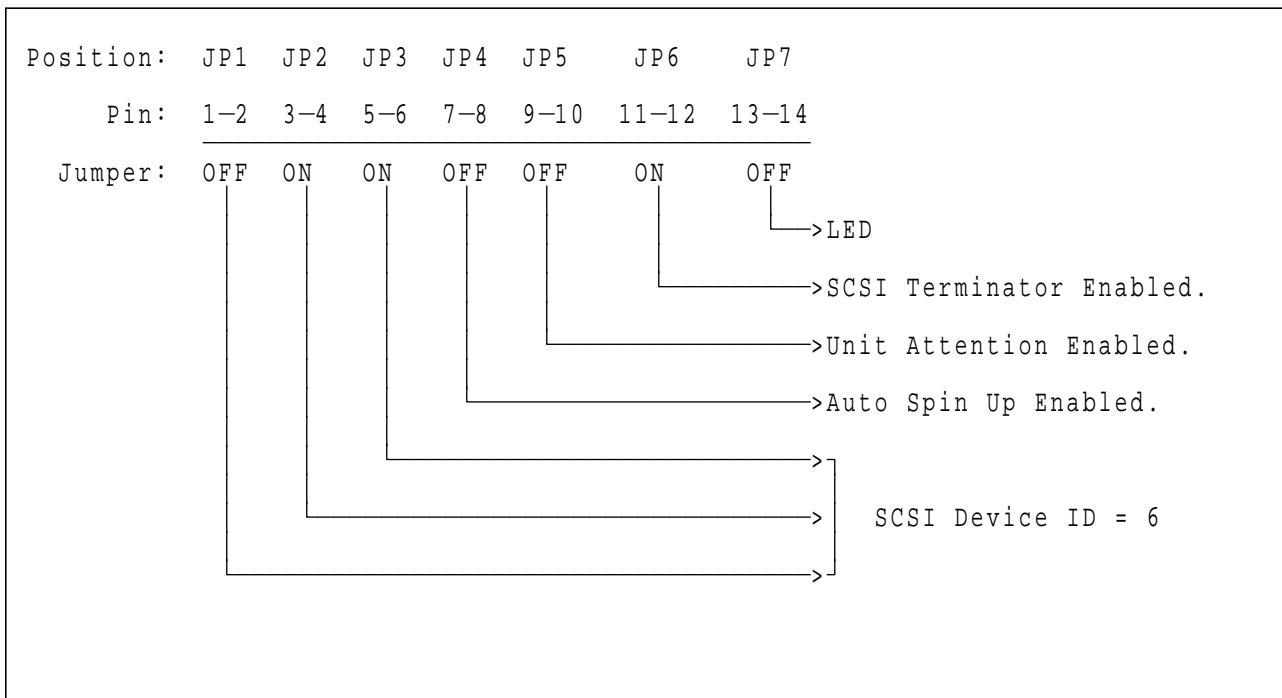 Position: JP1 JP2 JP3 JP4 JP5 JP6 JP7
Pin: 1—2 3—4 5—6 7—8 9—10 11—12 13—14
Jumper: OFF ON ON OFF OFF ON OFF
>LED
>SCSI Terminator Enabled.
>Unit Attention Enabled.
>Auto Spin Up Enabled.
>
> SCSI Device ID = 6
>